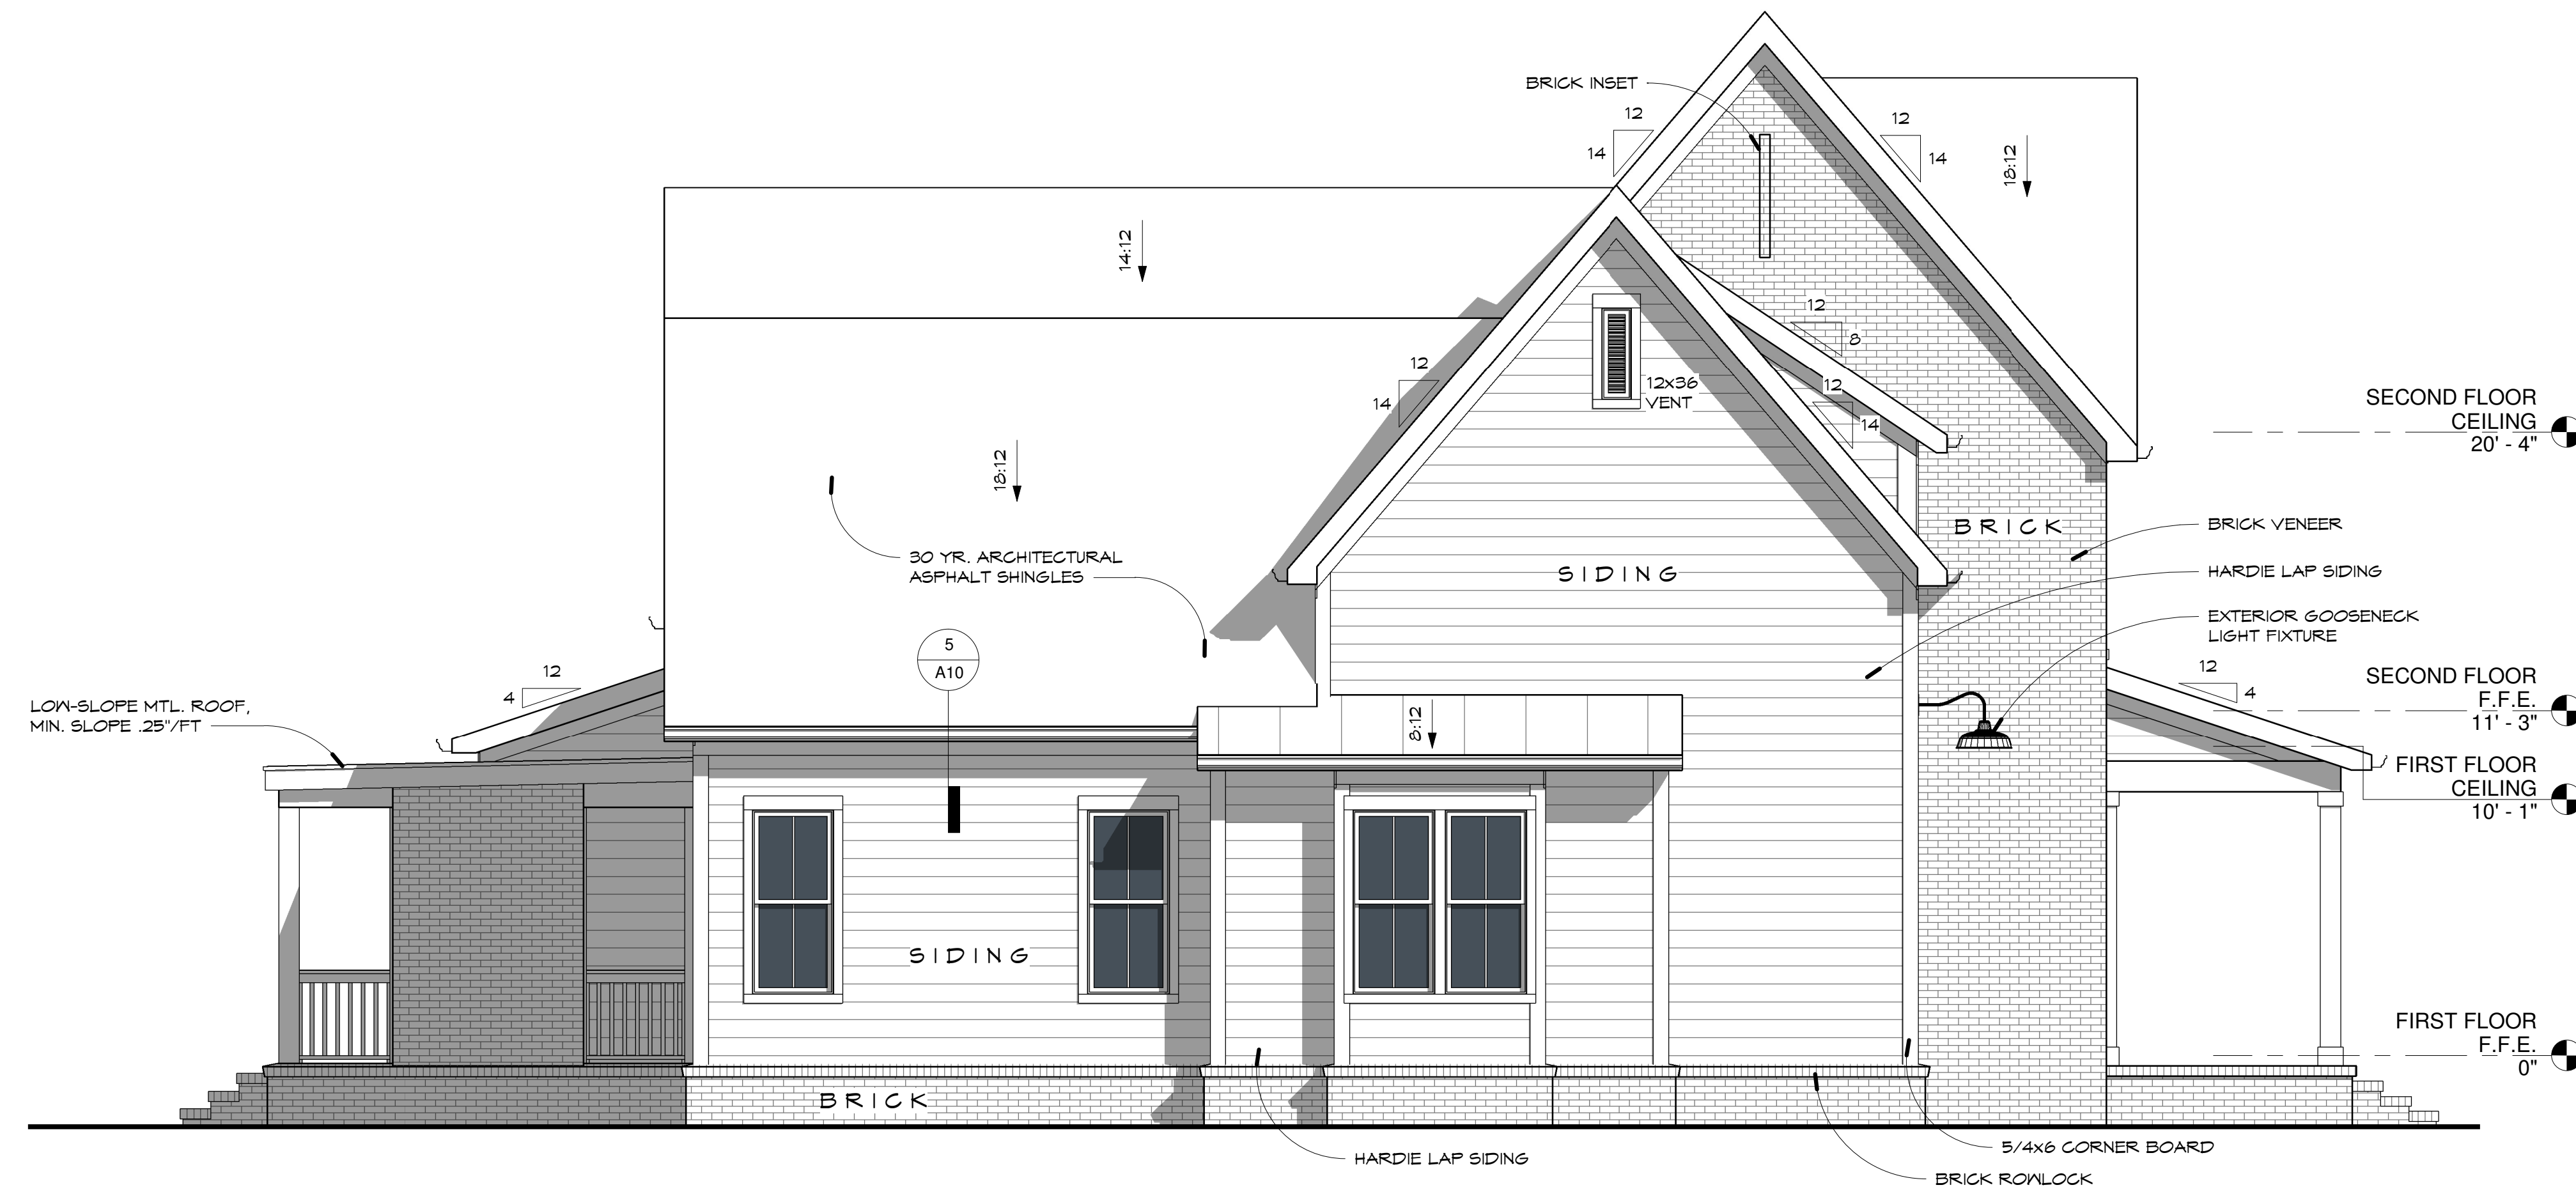 BRICK INSET
12
14
12
14
18:12
14:12
12
8
12
14
12x36
VENT
12
14
SECOND FLOOR
CEILING
20' - 4"
18:12
BRICK
BRICK VENEER
30 YR. ARCHITECTURAL
ASPHALT SHINGLES
SIDING
HARDIE LAP SIDING
EXTERIOR GOOSENECK
LIGHT FIXTURE
5
A10
12
4
LOW-SLOPE MTL. ROOF,
MIN. SLOPE .25"/FT
8:12
12
4
SECOND FLOOR
F.F.E.
11' - 3"
FIRST FLOOR
CEILING
10' - 1"
SIDING
FIRST FLOOR
F.F.E.
0"
BRICK
HARDIE LAP SIDING
5/4x6 CORNER BOARD
BRICK ROWLOCK